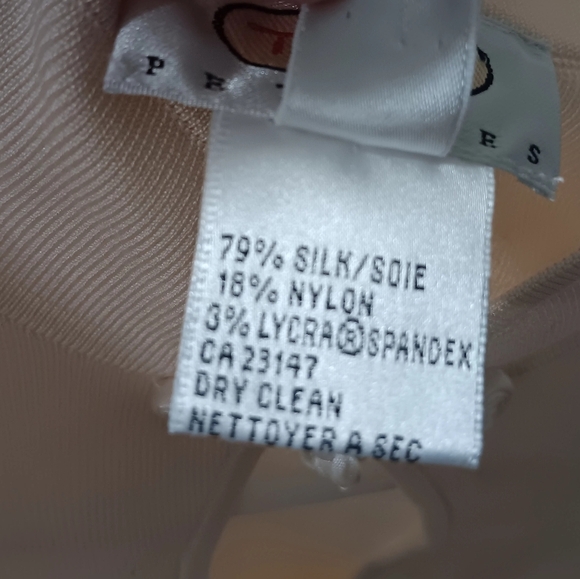 79% SILK/SOIE
18% NYLON
3% LYCRA®SPANDEX
CA 23147
DRY CLEAN
NETTOYER A SEC